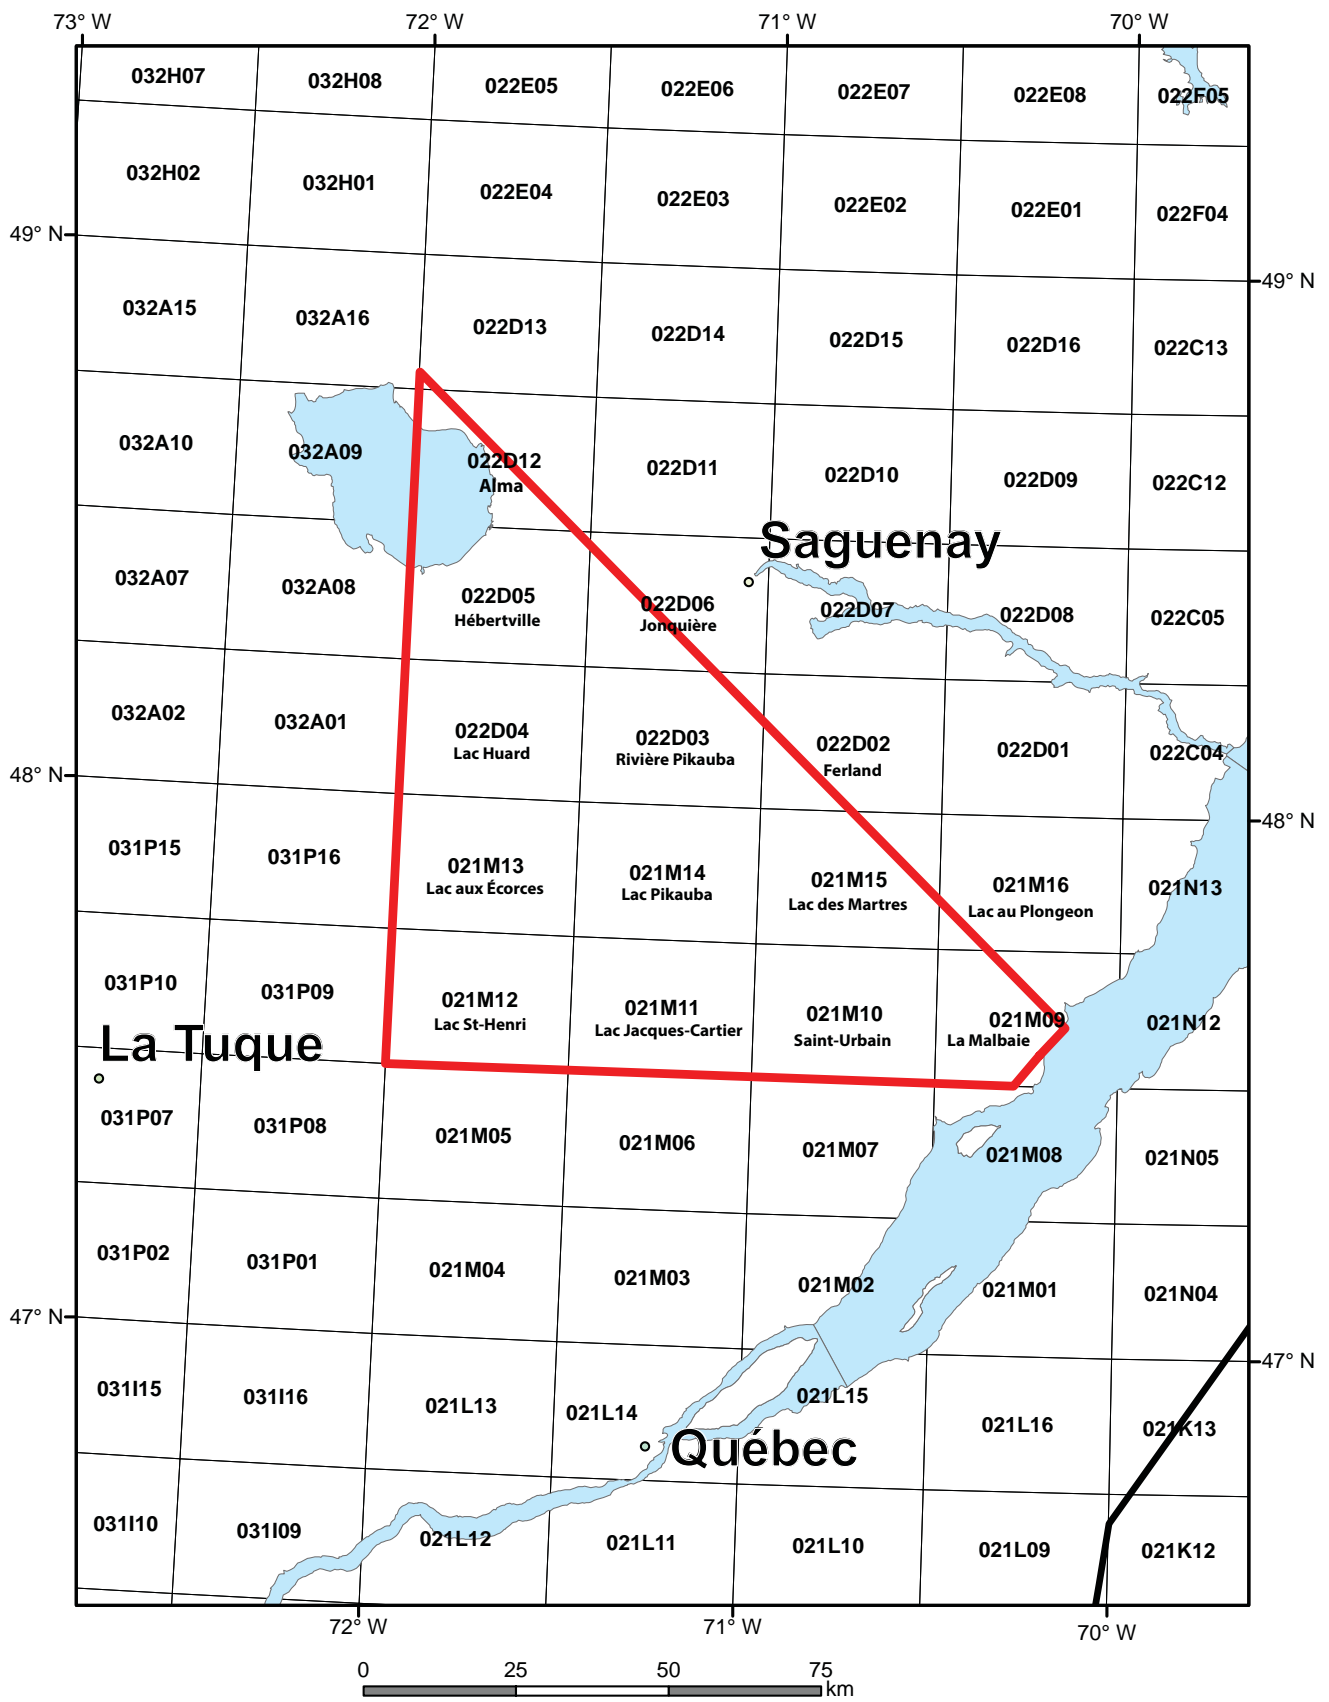 73° W 72° W 71° W 70° W
032H07 032H08 022E05 022E06 022E07 022E08 022F05
032H02 032H01 022E04 022E03 022E02 022E01 022F04
49° N
49° N
032A15 032A16 022D13 022D14 022D15 022D16 022C13
032A10 032A09 022D12 022D11 022D10 022D09 022C12
Alma
Saguenay
032A07 032A08 022D05 022D06 022D07 022D08 022C05
Hébertville Jonquière
032A02 032A01 022D04 022D03 022D02 022D01 022C04
Lac Huard Rivière Pikauba Ferland
48° N
48° N
031P15 031P16 021M13 021M14 021M15 021M16 021N13
Lac aux Écorces Lac Pikauba Lac des Martres Lac au Plongeon
031P10 031P09 021M12 021M11 021M10 021M09 021N12
Lac St-Henri Lac Jacques-Cartier Saint-Urbain La Malbaie
La Tuque
031P07 031P08 021M05 021M06 021M07 021M08 021N05
031P02 031P01 021M04 021M03 021M02 021M01 021N04
47° N
47° N
031I15 031I16 021L13 021L14 021L15 021L16 021K13
Québec
031I10 031I09 021L12 021L11 021L10 021L09 021K12
72° W 71° W 70° W
0 25 50 75
km